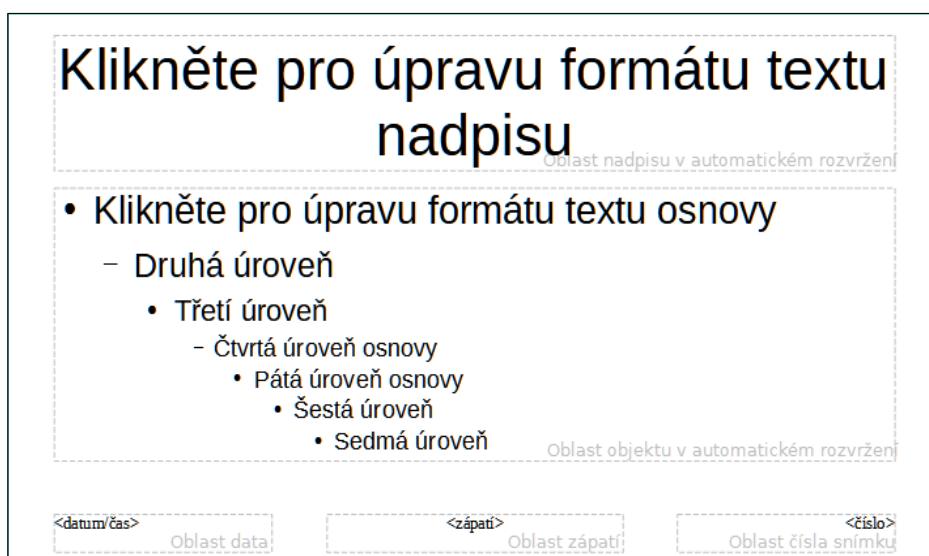 Klikněte pro úpravu formátu textu
nadpisu
Oblast nadpisu v automatickém rozvržení
• Klikněte pro úpravu formátu textu osnovy
– Druhá úroveň
• Třetí úroveň
– Čtvrtá úroveň osnovy
• Pátá úroveň osnovy
• Šestá úroveň
• Sedmá úroveň
Oblast objektu v automatickém rozvržení
<datum/čas> <zápatí> <číslo>
Oblast data Oblast zápatí Oblast čísla snímku